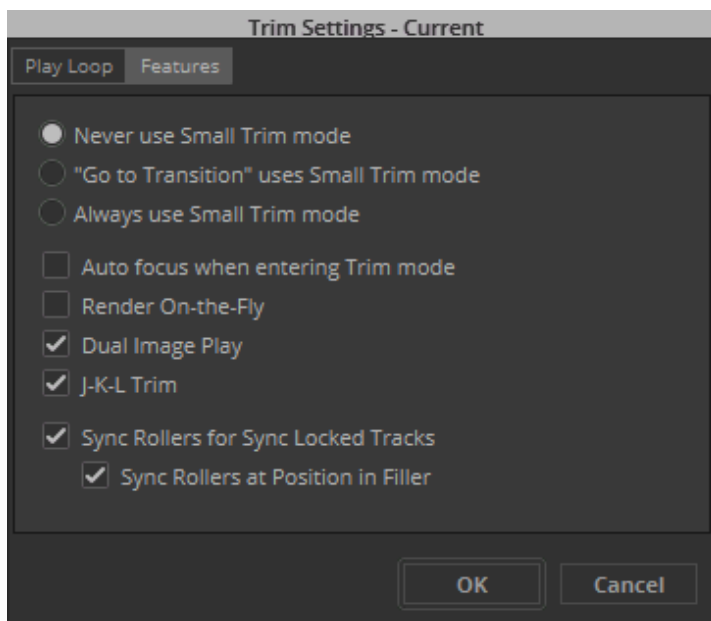 Trim Settings - Current
Play Loop Features
Never use Small Trim mode
"Go to Transition" uses Small Trim mode
Always use Small Trim mode
Auto focus when entering Trim mode
Render On-the-Fly
Dual Image Play
J-K-L Trim
Sync Rollers for Sync Locked Tracks
Sync Rollers at Position in Filler
OK Cancel